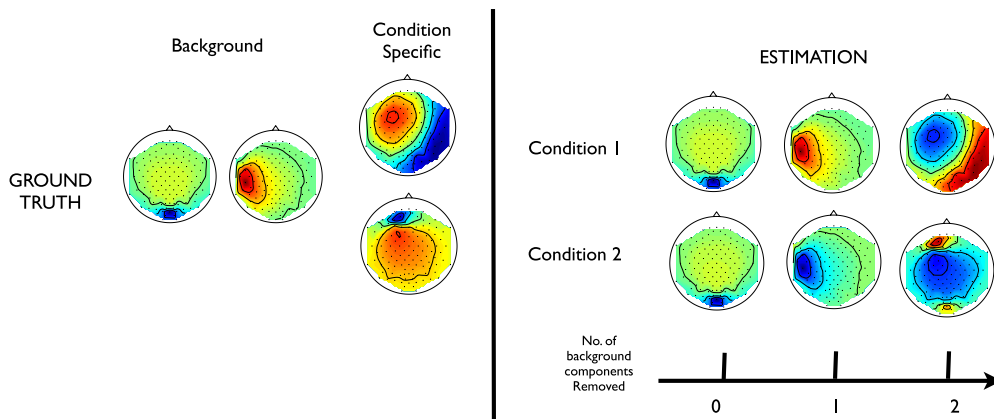 Background
Condition
Specific
GROUND
TRUTH
ESTIMATION
Condition 1
Condition 2
No. of
background
components
Removed
0
1
2